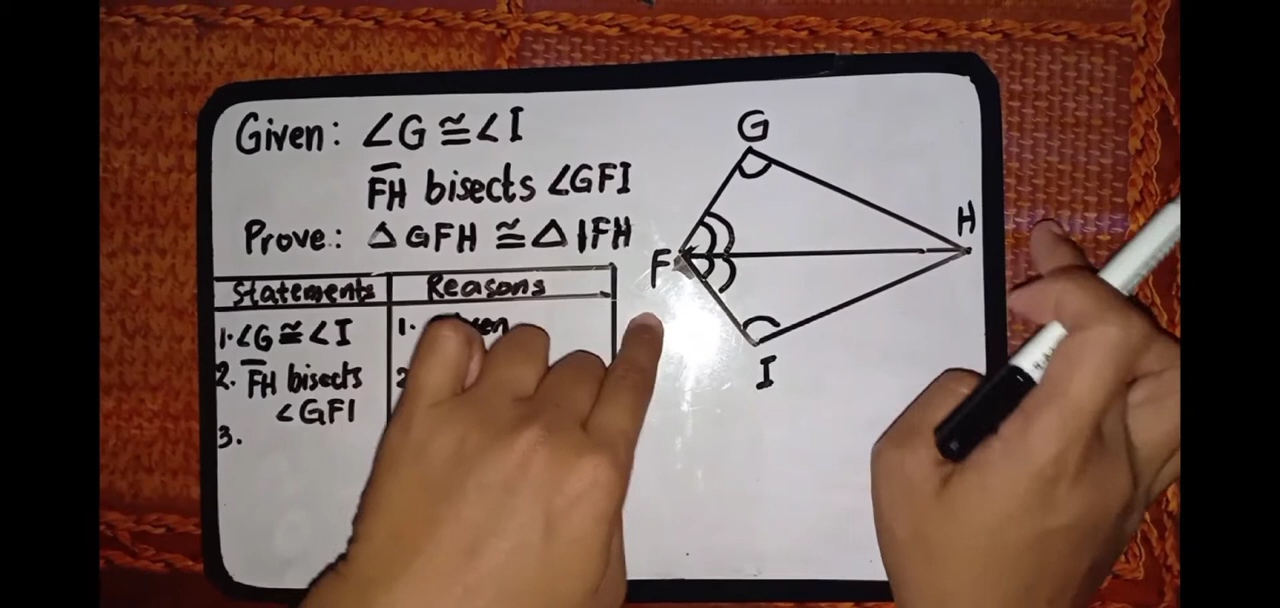 Given: ∠G ≅ ∠I
F̅H̅ bisects ∠GFI
Prove: △GFH ≅ △IFH
Statements Reasons
1. ∠G ≅ ∠I 1.
2. F̅H̅ bisects 2
∠GFI
3.
G
H
F
I